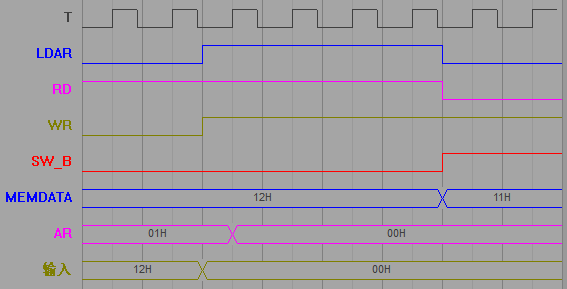 T
LDAR
RD
WR
SW_B
MEMDATA 12H 11H
AR 01H 00H
输入 12H 00H